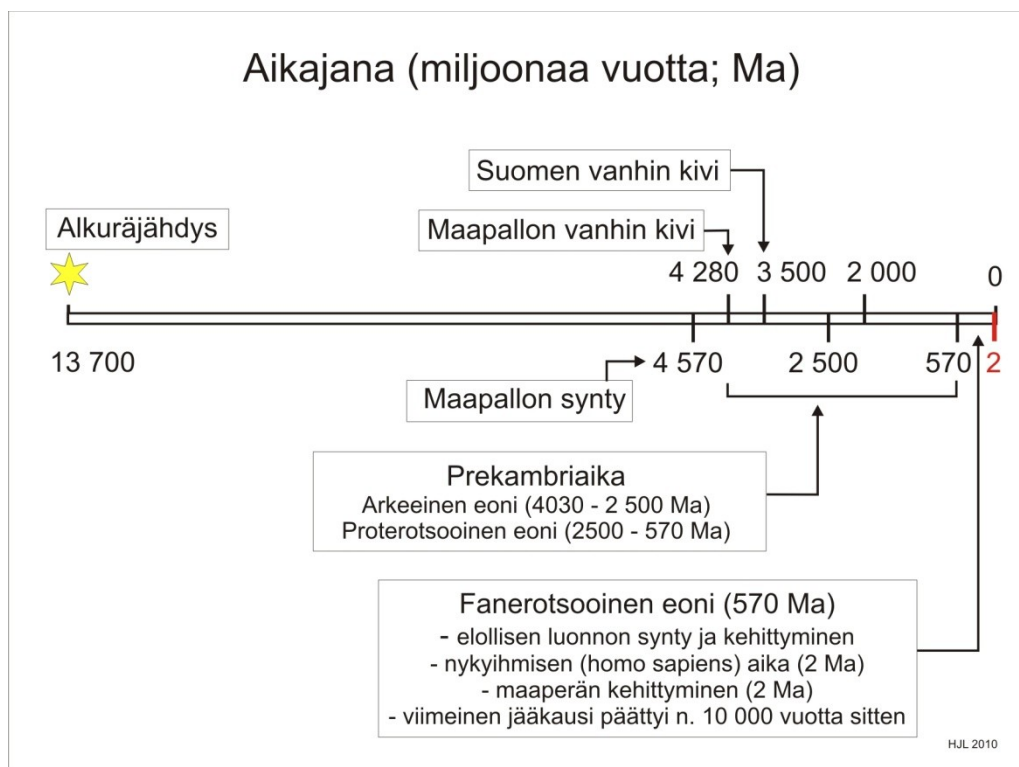 Aikajana (miljoonaa vuotta; Ma)
Suomen vanhin kivi
Alkuräjähdys
Maapallon vanhin kivi
4 280 3 500 2 000 0
13 700 4 570 2 500 570 2
Maapallon synty
Prekambriaika
Arkeeinen eoni (4030 - 2 500 Ma)
Proterotsooinen eoni (2500 - 570 Ma)
Fanerotsooinen eoni (570 Ma)
- elollisen luonnon synty ja kehittyminen
- nykyihmisen (homo sapiens) aika (2 Ma)
- maaperän kehittyminen (2 Ma)
- viimeinen jääkausi päättyi n. 10 000 vuotta sitten
HJL 2010